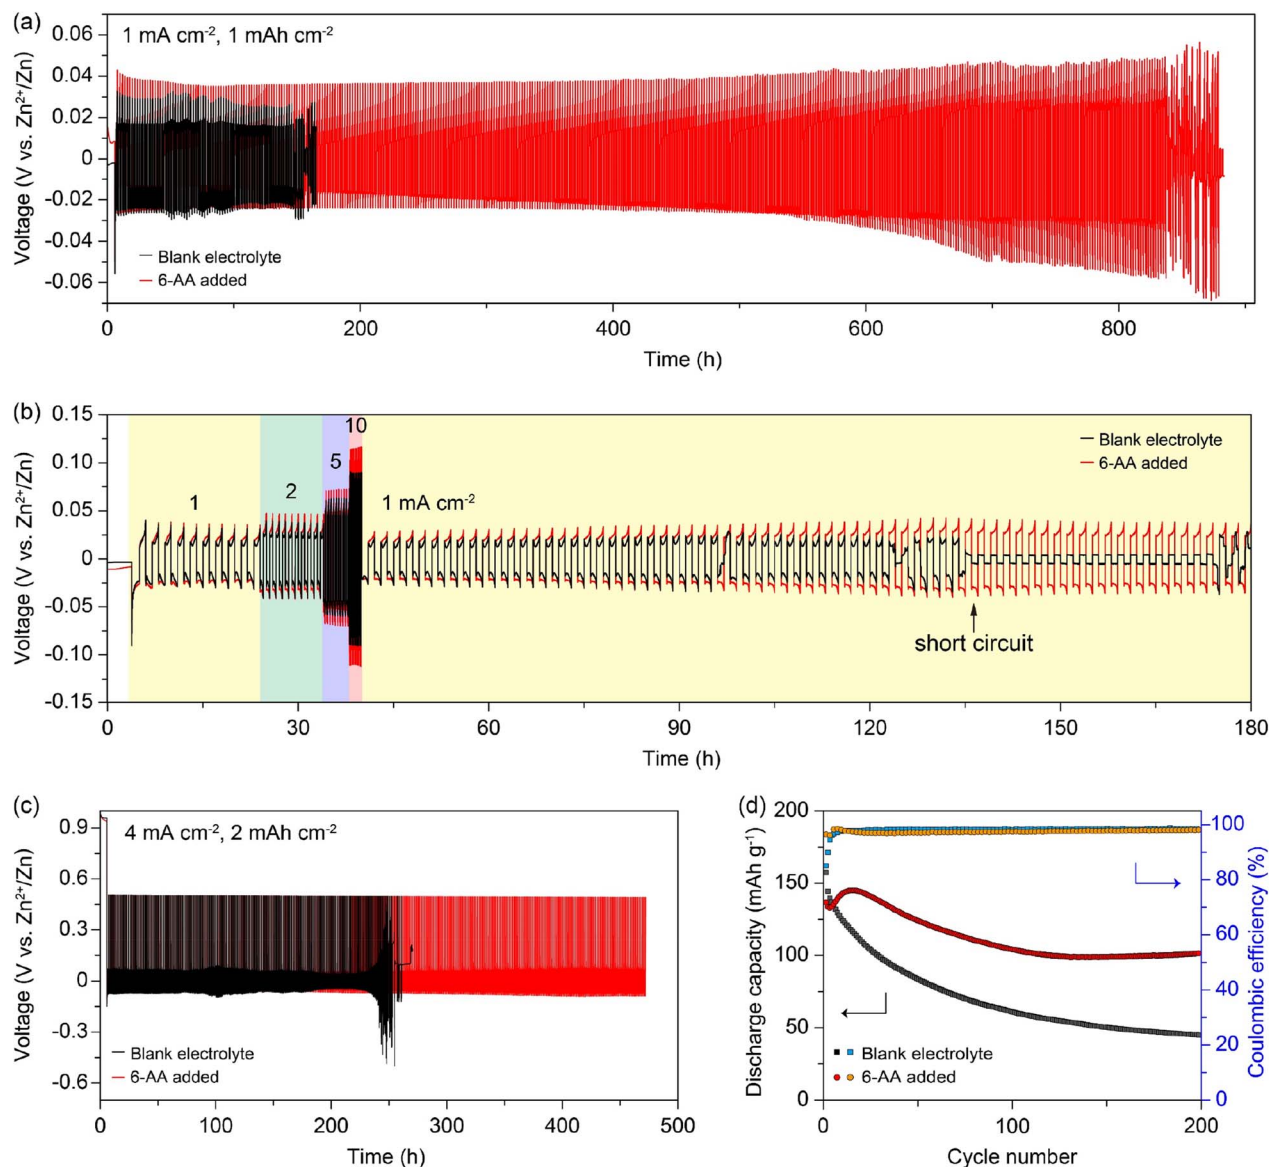 (a)
1 mA cm⁻², 1 mAh cm⁻²
Voltage (V vs. Zn²⁺/Zn)
0.06
0.04
0.02
0
-0.02
-0.04
-0.06
Blank electrolyte
6-AA added
0 200 400 600 800
Time (h)
(b)
Voltage (V vs. Zn²⁺/Zn)
0.15
0.10
0.05
0
-0.05
-0.10
-0.15
1
2
5
10
1 mA cm⁻²
Blank electrolyte
6-AA added
short circuit
0 30 60 90 120 150 180
Time (h)
(c)
4 mA cm⁻², 2 mAh cm⁻²
Voltage (V vs. Zn²⁺/Zn)
0.9
0.6
0.3
0
-0.3
-0.6
Blank electrolyte
6-AA added
0 100 200 300 400 500
Time (h)
(d)
Discharge capacity (mAh g⁻¹)
200
150
100
50
0
Blank electrolyte
6-AA added
100
80
60
40
20
0
Coulombic efficiency (%)
0 100 200
Cycle number